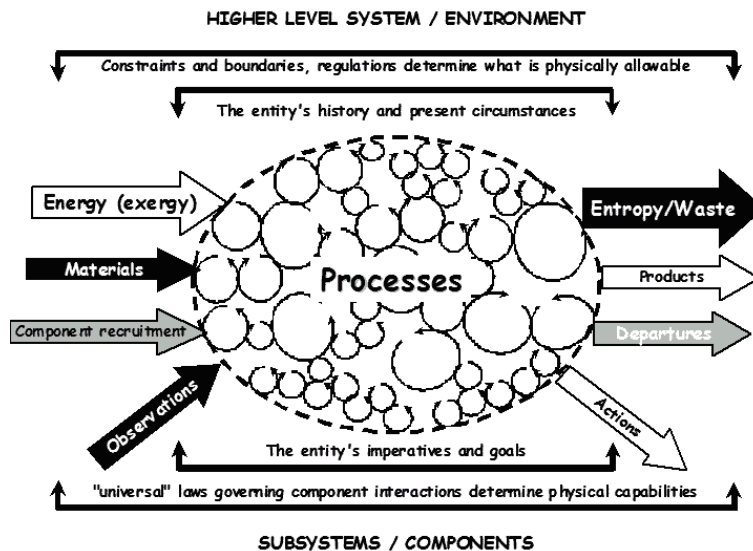 HIGHER LEVEL SYSTEM / ENVIRONMENT
Constraints and boundaries, regulations determine what is physically allowable
The entity's history and present circumstances
Energy (exergy)
Entropy/Waste
Materials
Processes
Products
Component recruitment
Departures
Observations
Actions
The entity's imperatives and goals
"universal" laws governing component interactions determine physical capabilities
SUBSYSTEMS / COMPONENTS